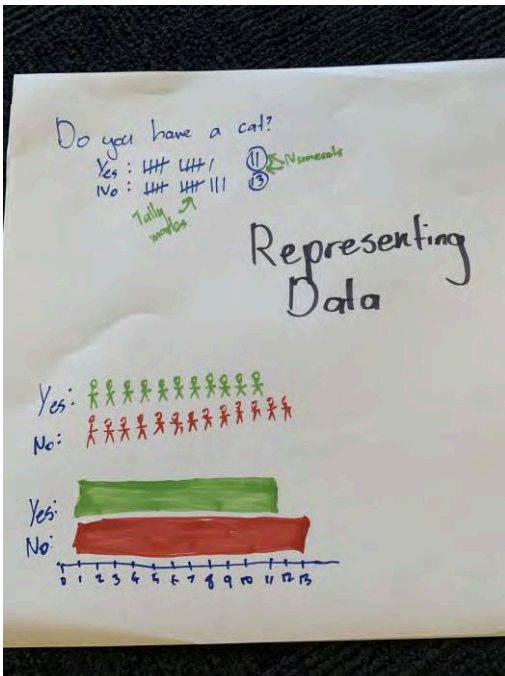 Do you have a cat?
Yes: 11
No: 13
Numerals
Tally marks
Representing
Data
Yes:
No:
Yes:
No:
0 1 2 3 4 5 6 7 8 9 10 11 12 13